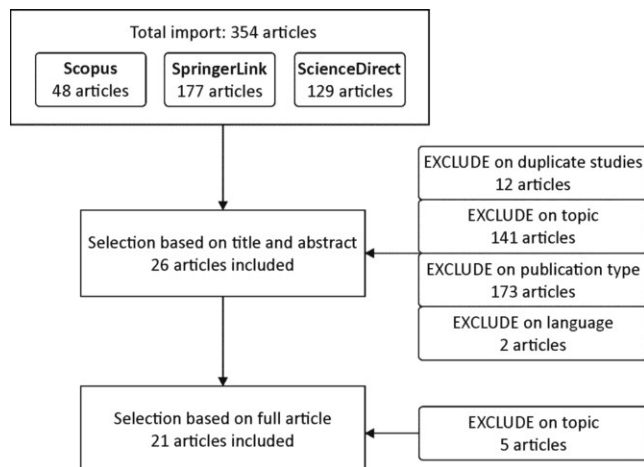 Total import: 354 articles
Scopus
48 articles
SpringerLink
177 articles
ScienceDirect
129 articles
EXCLUDE on duplicate studies
12 articles
EXCLUDE on topic
141 articles
EXCLUDE on publication type
173 articles
EXCLUDE on language
2 articles
Selection based on title and abstract
26 articles included
Selection based on full article
21 articles included
EXCLUDE on topic
5 articles